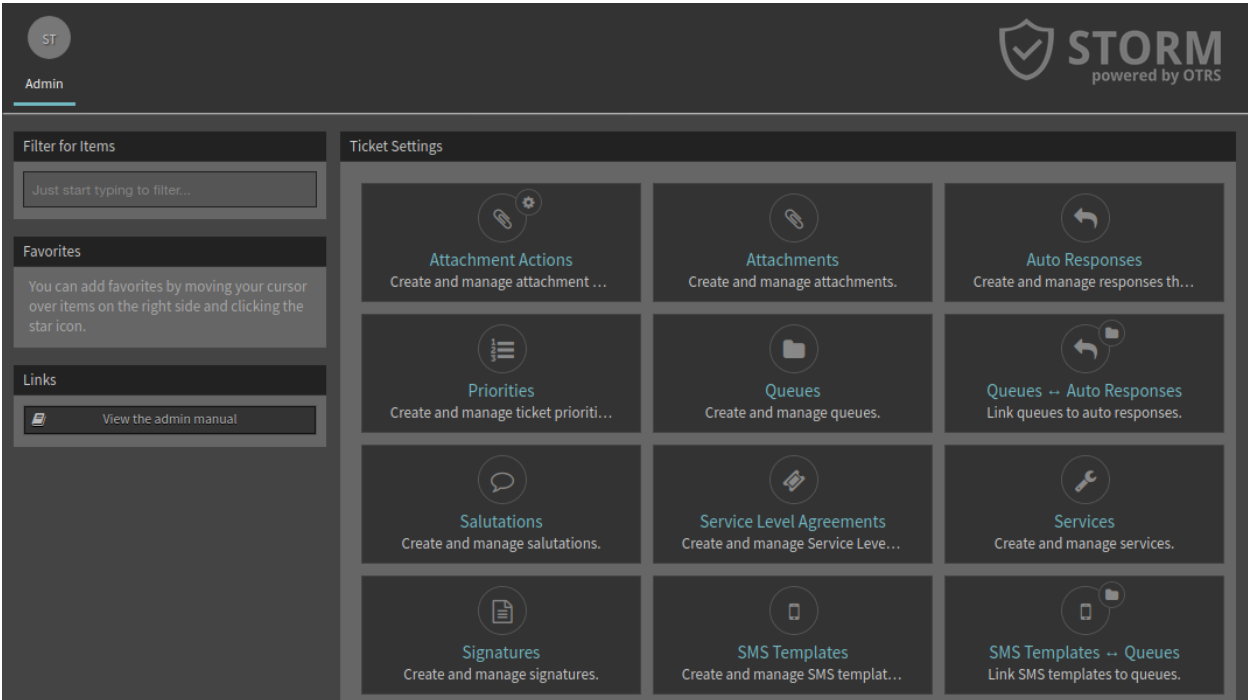 ST
Admin
STORM
powered by OTRS
Filter for Items
Just start typing to filter...
Favorites
You can add favorites by moving your cursor
over items on the right side and clicking the
star icon.
Links
View the admin manual
Ticket Settings
Attachment Actions
Create and manage attachment …
Attachments
Create and manage attachments.
Auto Responses
Create and manage responses th…
1
2
3
Priorities
Create and manage ticket prioriti…
Queues
Create and manage queues.
Queues ↔ Auto Responses
Link queues to auto responses.
Salutations
Create and manage salutations.
Service Level Agreements
Create and manage Service Leve…
Services
Create and manage services.
Signatures
Create and manage signatures.
SMS Templates
Create and manage SMS templat…
SMS Templates ↔ Queues
Link SMS templates to queues.